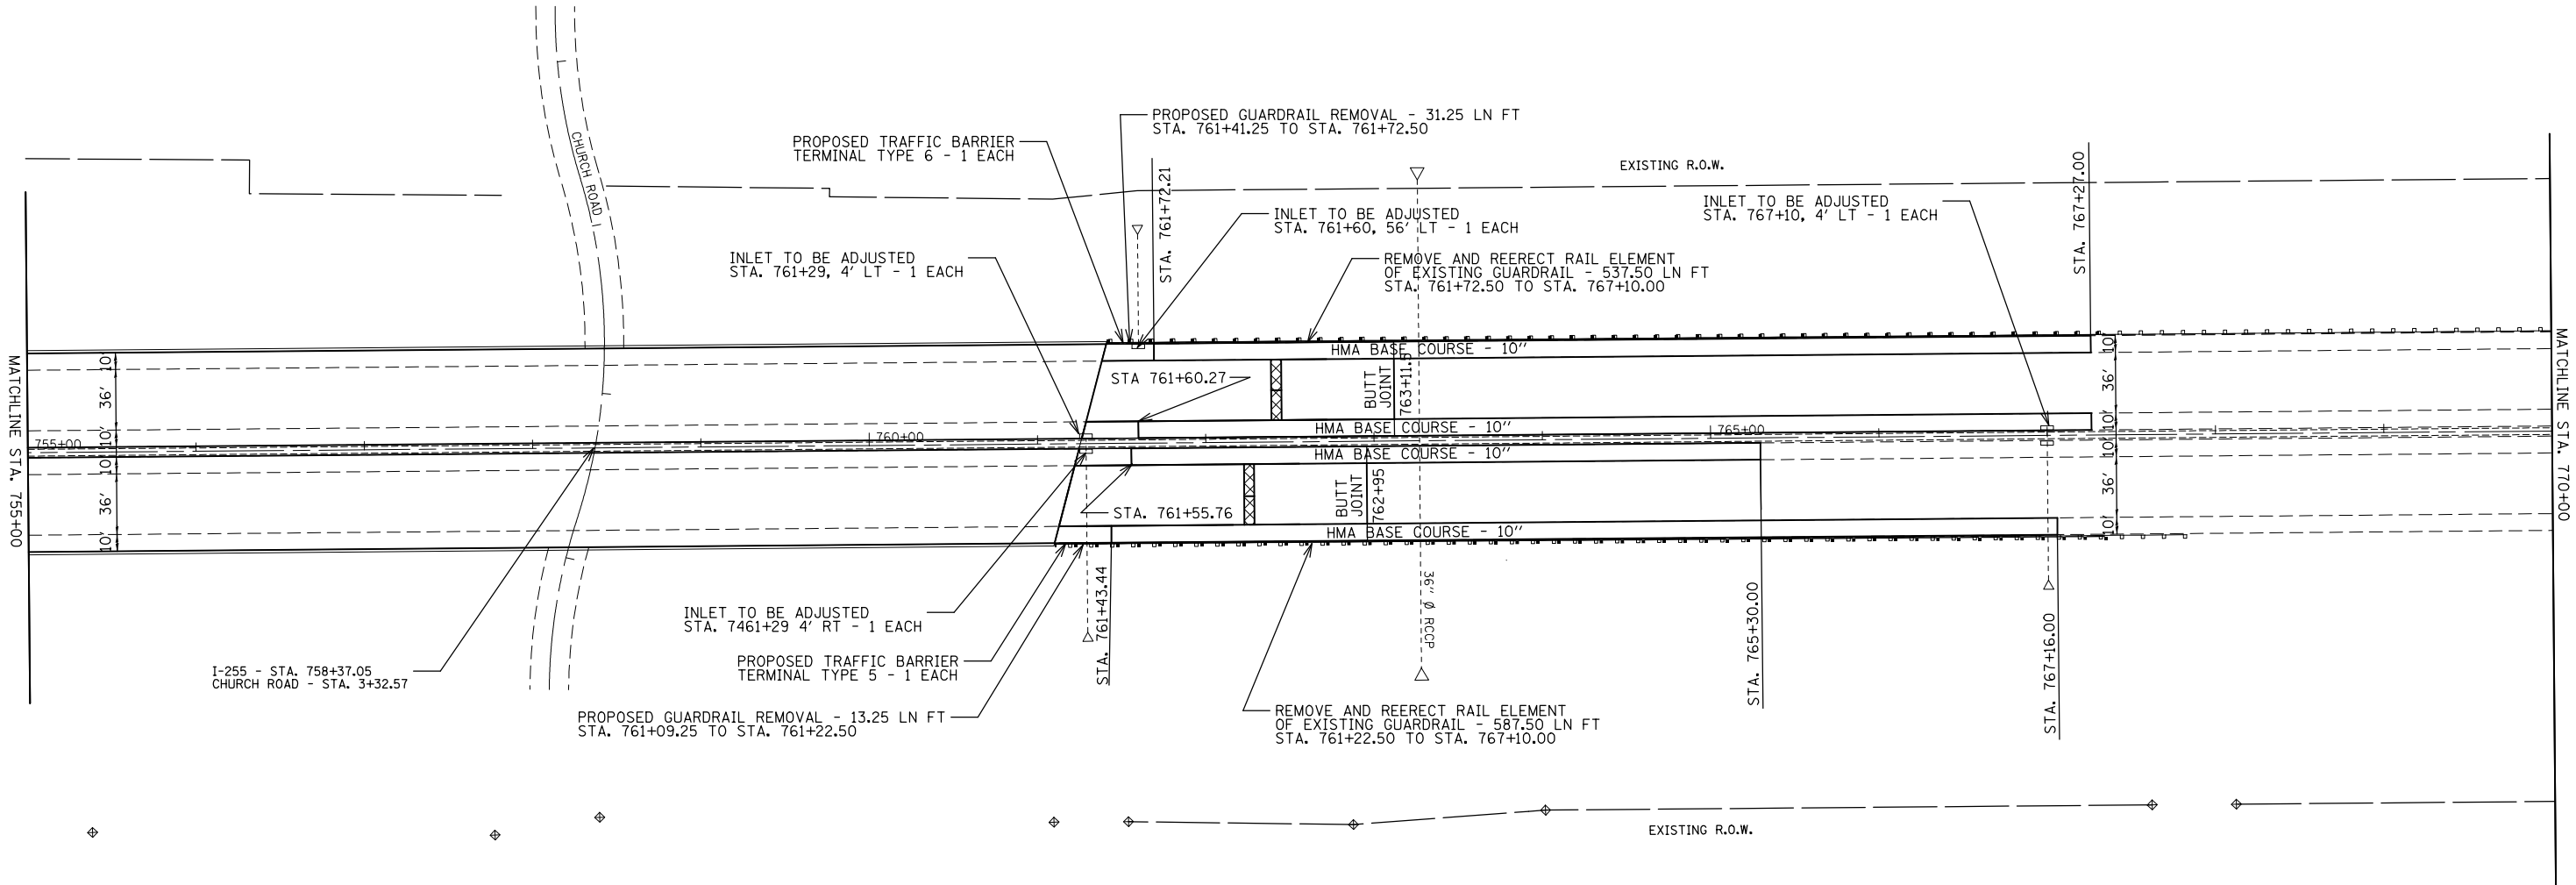 PROPOSED GUARDRAIL REMOVAL - 31.25 LN FT
STA. 761+41.25 TO STA. 761+72.50
PROPOSED TRAFFIC BARRIER
TERMINAL TYPE 6 - 1 EACH
CHURCH ROAD
EXISTING R.O.W.
STA. 761+72.21
STA. 767+27.00
INLET TO BE ADJUSTED
STA. 761+60, 56' LT - 1 EACH
INLET TO BE ADJUSTED
STA. 767+10, 4' LT - 1 EACH
INLET TO BE ADJUSTED
STA. 761+29, 4' LT - 1 EACH
REMOVE AND REERECT RAIL ELEMENT
OF EXISTING GUARDRAIL - 537.50 LN FT
STA. 761+72.50 TO STA. 767+10.00
MATCHLINE STA. 755+00
MATCHLINE STA. 770+00
10'
36'
10'
10'
36'
10'
10'
36'
10'
10'
36'
10'
HMA BASE COURSE - 10"
STA 761+60.27
BUTT
JOINT
763+11.5
755+00
760+00
765+00
HMA BASE COURSE - 10"
HMA BASE COURSE - 10"
BUTT
JOINT
762+95
STA. 761+55.76
HMA BASE COURSE - 10"
STA. 761+43.44
36" Ø RCCP
STA. 765+30.00
STA. 767+16.00
INLET TO BE ADJUSTED
STA. 7461+29 4' RT - 1 EACH
I-255 - STA. 758+37.05
CHURCH ROAD - STA. 3+32.57
PROPOSED TRAFFIC BARRIER
TERMINAL TYPE 5 - 1 EACH
PROPOSED GUARDRAIL REMOVAL - 13.25 LN FT
STA. 761+09.25 TO STA. 761+22.50
REMOVE AND REERECT RAIL ELEMENT
OF EXISTING GUARDRAIL - 587.50 LN FT
STA. 761+22.50 TO STA. 767+10.00
EXISTING R.O.W.